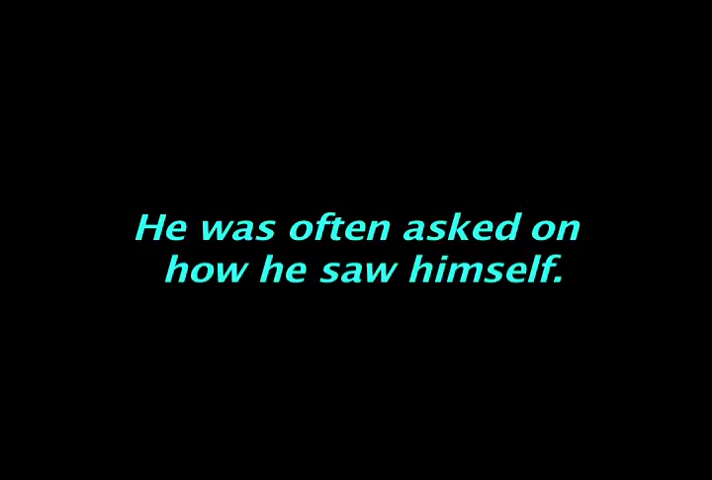 He was often asked on
how he saw himself.